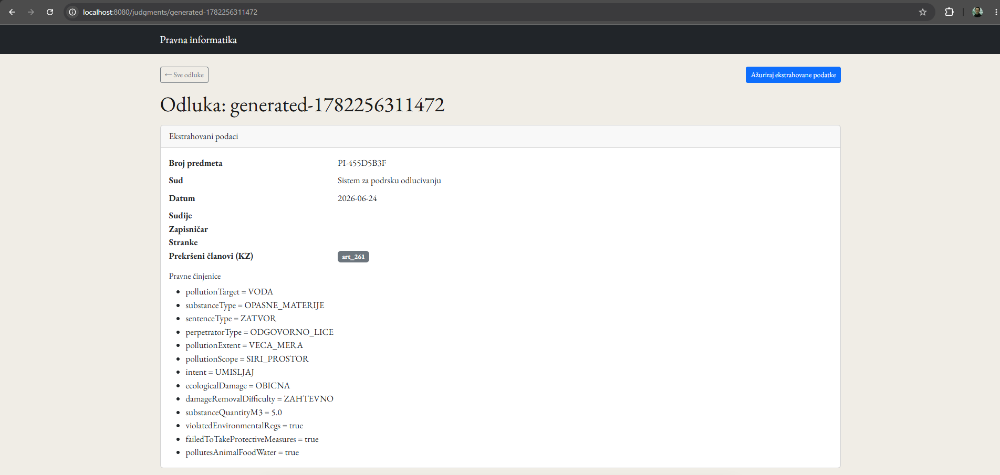 localhost:8080/judgments/generated-1782256311472
Pravna informatika
← Sve odluke
Ažuriraj ekstrahovane podatke
Odluka: generated-1782256311472
Ekstrahovani podaci
Broj predmeta PI-455D5B3F
Sud Sistem za podrsku odlucivanju
Datum 2026-06-24
Sudije
Zapisničar
Stranke
Prekršeni članovi (KZ) art_261
Pravne činjenice
• pollutionTarget = VODA
• substanceType = OPASNE_MATERIJE
• sentenceType = ZATVOR
• perpetratorType = ODGOVORNO_LICE
• pollutionExtent = VECA_MERA
• pollutionScope = SIRI_PROSTOR
• intent = UMISLJAJ
• ecologicalDamage = OBICNA
• damageRemovalDifficulty = ZAHTEVNO
• substanceQuantityM3 = 5.0
• violatedEnvironmentalRegs = true
• failedToTakeProtectiveMeasures = true
• pollutesAnimalFoodWater = true